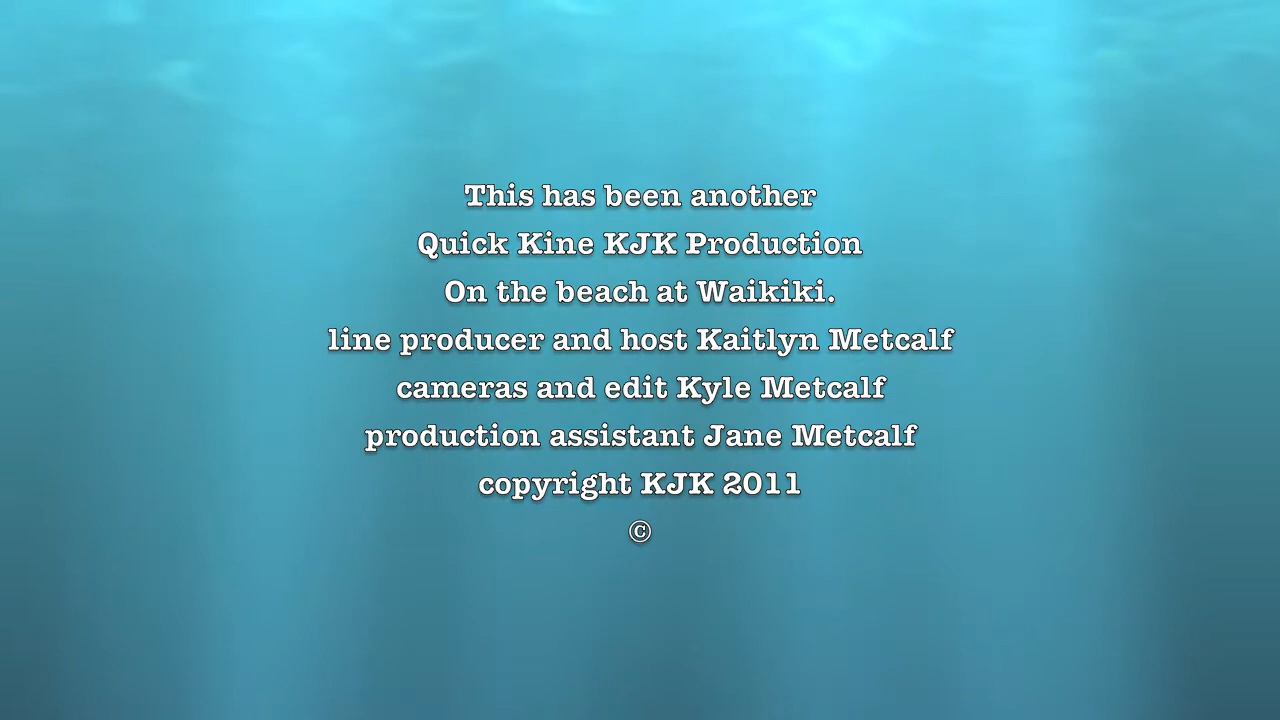 This has been another
Quick Kine KJK Production
On the beach at Waikiki.
line producer and host Kaitlyn Metcalf
cameras and edit Kyle Metcalf
production assistant Jane Metcalf
copyright KJK 2011
©